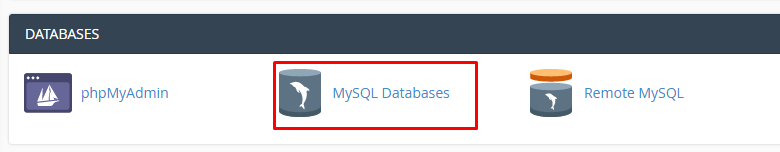 DATABASES
phpMyAdmin
MySQL Databases
Remote MySQL